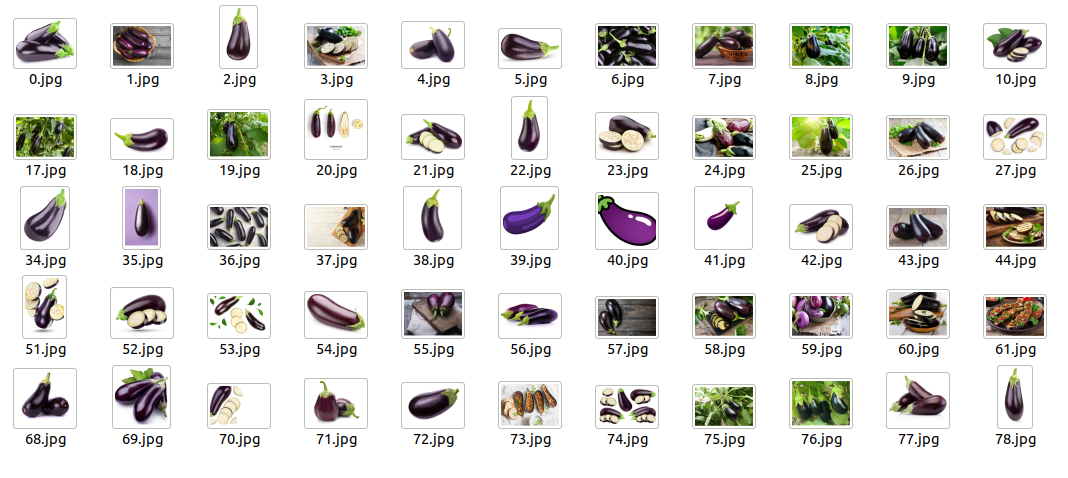 0.jpg 1.jpg 2.jpg 3.jpg 4.jpg 5.jpg 6.jpg 7.jpg 8.jpg 9.jpg 10.jpg
17.jpg 18.jpg 19.jpg 20.jpg 21.jpg 22.jpg 23.jpg 24.jpg 25.jpg 26.jpg 27.jpg
34.jpg 35.jpg 36.jpg 37.jpg 38.jpg 39.jpg 40.jpg 41.jpg 42.jpg 43.jpg 44.jpg
51.jpg 52.jpg 53.jpg 54.jpg 55.jpg 56.jpg 57.jpg 58.jpg 59.jpg 60.jpg 61.jpg
68.jpg 69.jpg 70.jpg 71.jpg 72.jpg 73.jpg 74.jpg 75.jpg 76.jpg 77.jpg 78.jpg